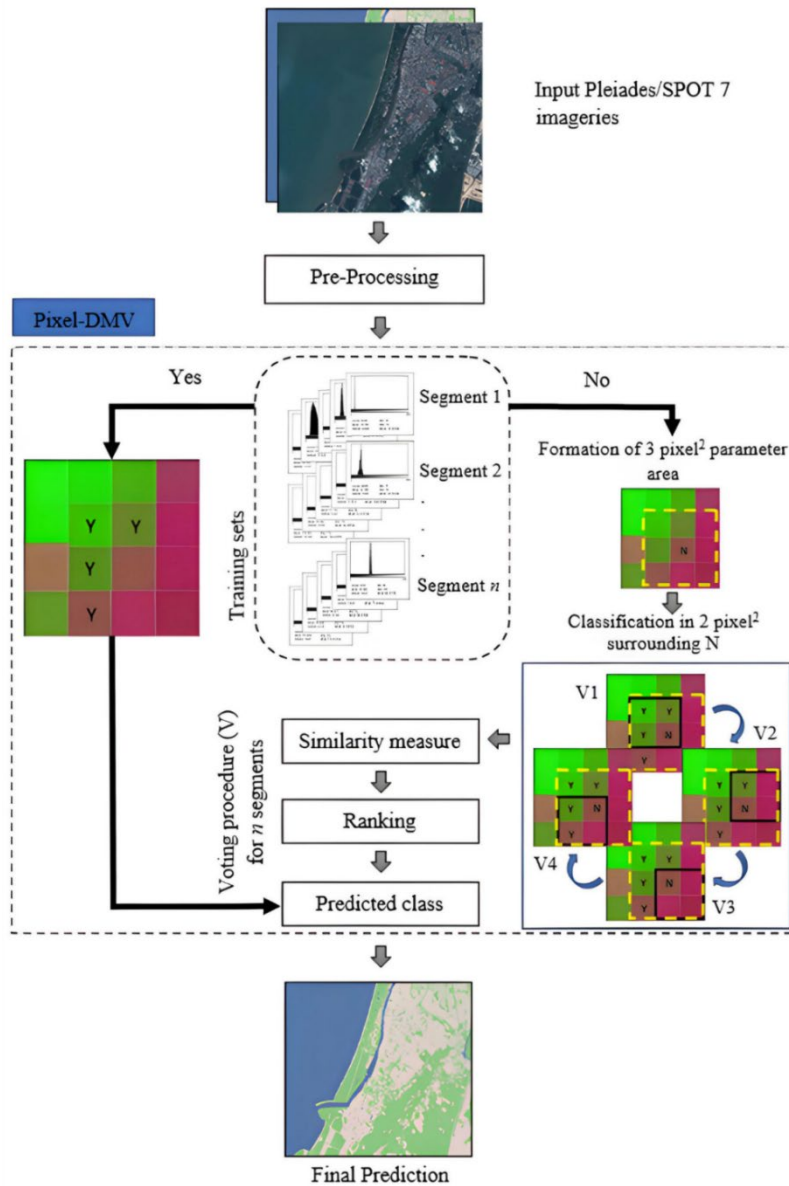 Input Pleiades/SPOT 7
imageries
Pre-Processing
Pixel-DMV
Yes
No
Training sets
Segment 1
Segment 2
.
.
.
Segment n
Y Y
Y
Y
Formation of 3 pixel² parameter
area
N
Classification in 2 pixel²
surrounding N
V1
Y Y
Y N
Y
V2
Y Y
Y N
Y
V4
Y Y
Y N
Y
V3
Y Y
Y N
Y
Voting procedure (V)
for n segments
Similarity measure
Ranking
Predicted class
Final Prediction